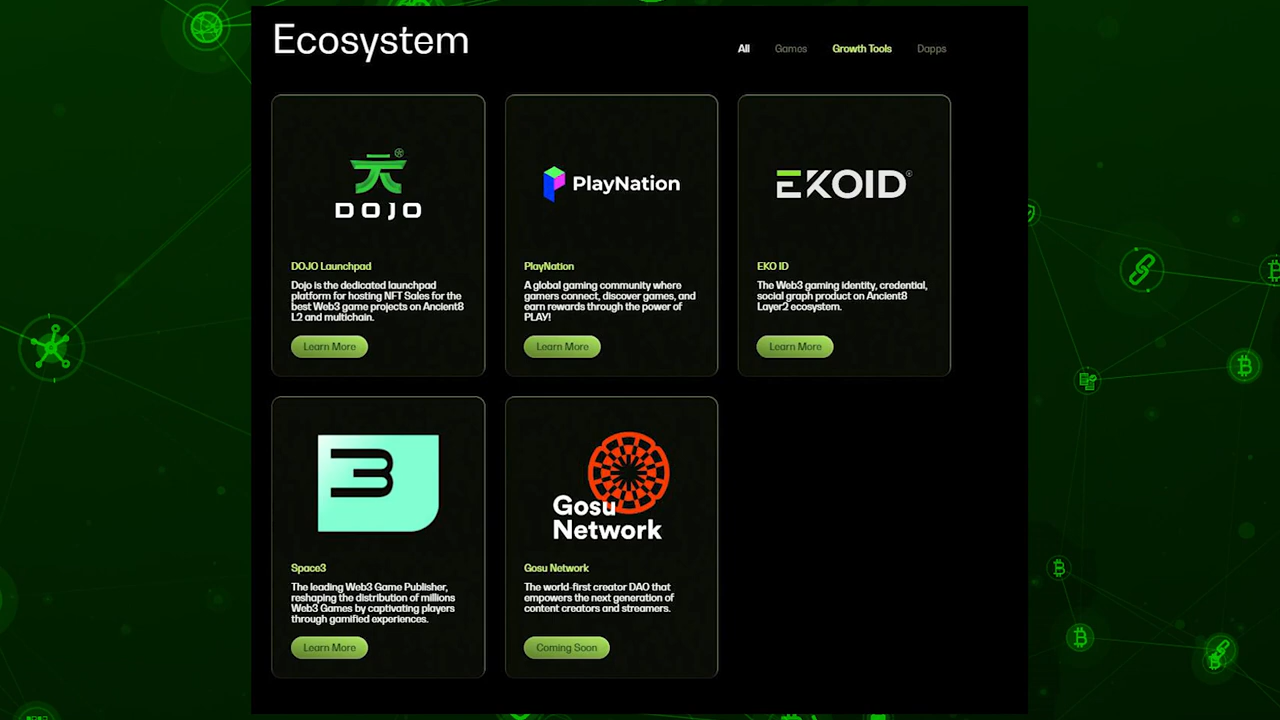 Ecosystem
All Games Growth Tools Dapps
DOJO
PlayNation
EKOID
DOJO Launchpad
Dojo is the dedicated launchpad
platform for hosting NFT Sales for the
best Web3 game projects on Ancient8
L2 and multichain.
Learn More
PlayNation
A global gaming community where
gamers connect, discover games, and
earn rewards through the power of
PLAY!
Learn More
EKO ID
The Web3 gaming identity, credential,
social graph product on Ancient8
Layer2 ecosystem.
Learn More
3
Gosu
Network
Space3
The leading Web3 Game Publisher,
reshaping the distribution of millions
Web3 Games by captivating players
through gamified experiences.
Learn More
Gosu Network
The world-first creator DAO that
empowers the next generation of
content creators and streamers.
Coming Soon